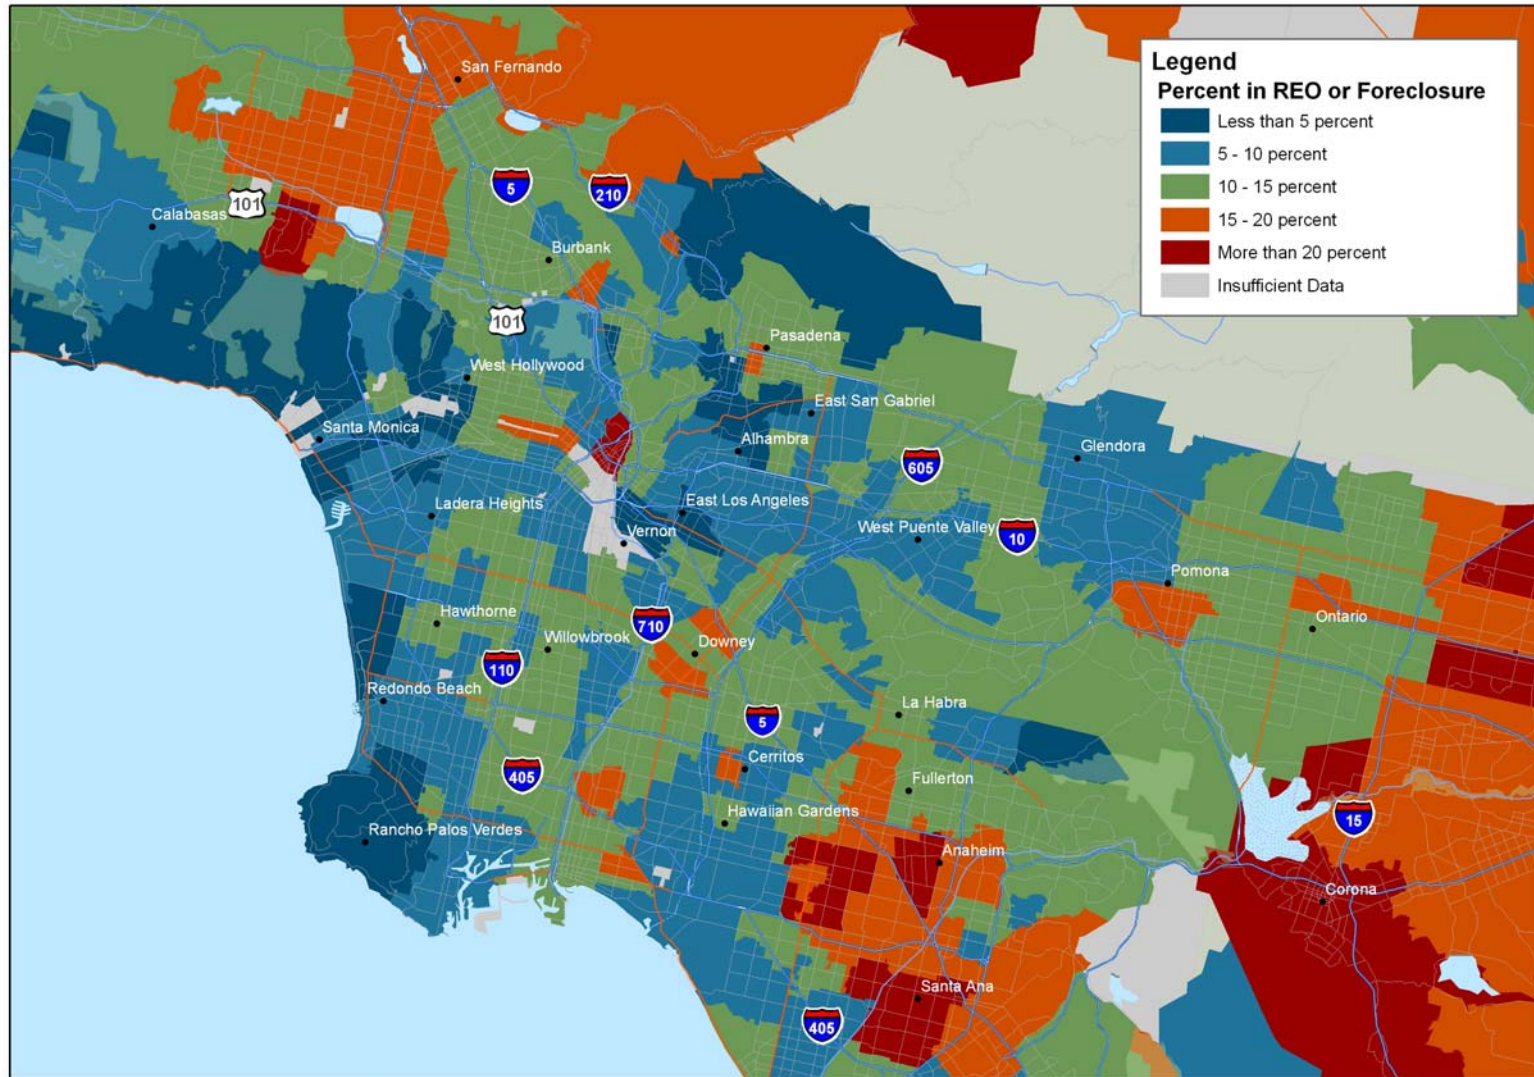 Legend
Percent in REO or Foreclosure
Less than 5 percent
5 - 10 percent
10 - 15 percent
15 - 20 percent
More than 20 percent
Insufficient Data
San Fernando
5
210
101
Calabasas
Burbank
101
Pasadena
West Hollywood
East San Gabriel
Santa Monica
Alhambra
Glendora
605
Ladera Heights
East Los Angeles
Vernon
West Puente Valley
10
Pomona
Hawthorne
710
Ontario
Willowbrook
Downey
110
Redondo Beach
La Habra
5
405
Cerritos
Fullerton
Hawaiian Gardens
15
Rancho Palos Verdes
Anaheim
Corona
Santa Ana
405